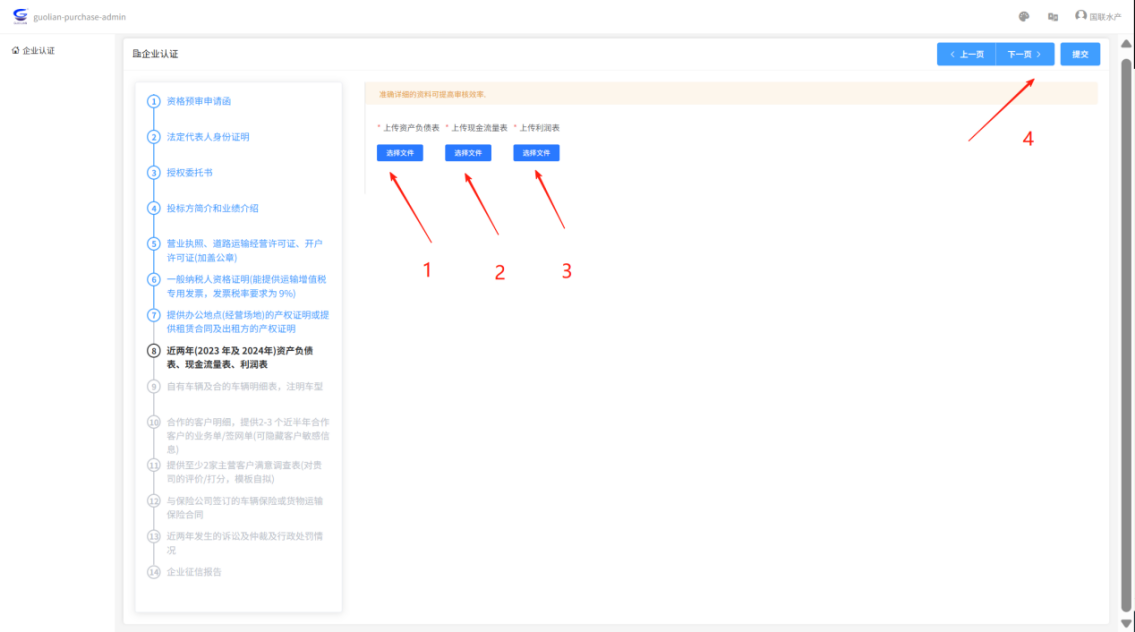 guolian-purchase-admin
国联水产
企业认证
企业认证
上一页
下一页
提交
1 资格预审申请函
2 法定代表人身份证明
3 授权委托书
4 投标方简介和业绩介绍
5 营业执照、道路运输经营许可证、开户
许可证(加盖公章)
6 一般纳税人资格证明(能提供运输增值税
专用发票，发票税率要求为 9%)
7 提供办公地点(经营场地)的产权证明或提
供租赁合同及出租方的产权证明
8 近两年(2023 年及 2024年)资产负债
表、现金流量表、利润表
9 自有车辆及合的车辆明细表，注明车型
10 合作的客户明细，提供2-3 个近半年合作
客户的业务单/签网单(可隐藏客户敏感信
息)
11 提供至少2家主营客户满意调查表(对贵
司的评价/打分，模板自拟)
12 与保险公司签订的车辆保险或货物运输
保险合同
13 近两年发生的诉讼及仲裁及行政处罚情
况
14 企业征信报告
准确详细的资料可提高审核效率.
* 上传资产负债表 * 上传现金流量表 * 上传利润表
选择文件 选择文件 选择文件
1
2
3
4